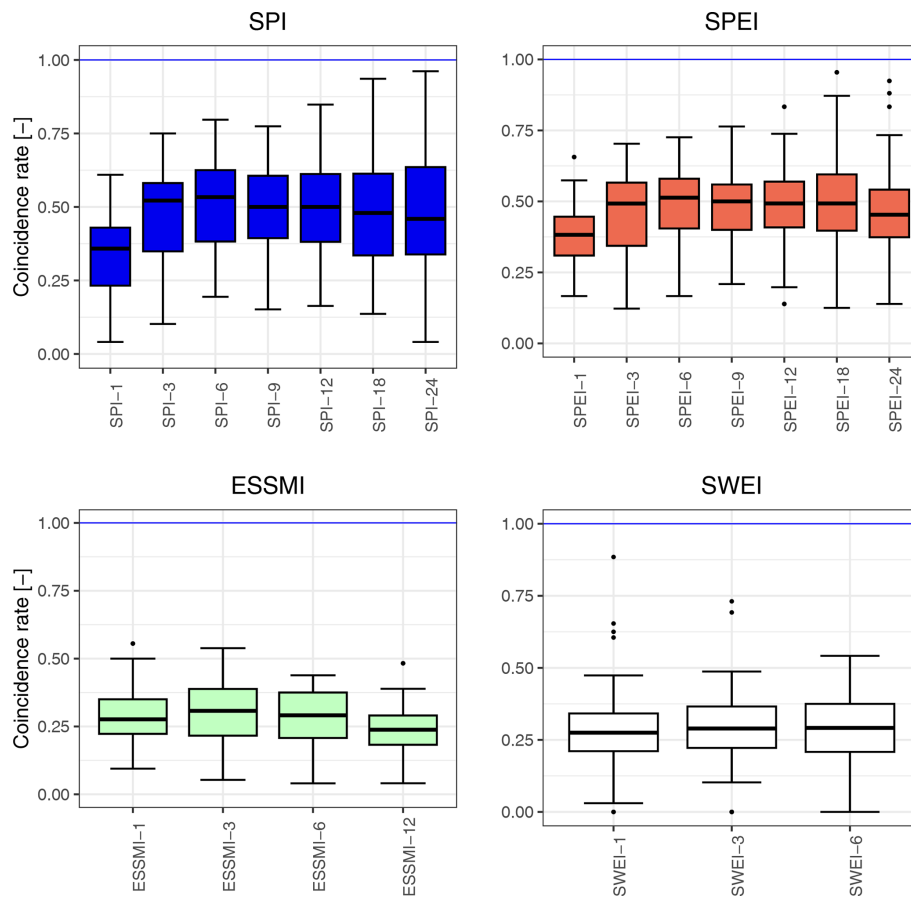 SPI
SPEI
Coincidence rate [−]
1.00
0.75
0.50
0.25
0.00
SPI−1
SPI−3
SPI−6
SPI−9
SPI−12
SPI−18
SPI−24
1.00
0.75
0.50
0.25
0.00
SPEI−1
SPEI−3
SPEI−6
SPEI−9
SPEI−12
SPEI−18
SPEI−24
ESSMI
SWEI
Coincidence rate [−]
1.00
0.75
0.50
0.25
0.00
ESSMI−1
ESSMI−3
ESSMI−6
ESSMI−12
1.00
0.75
0.50
0.25
0.00
SWEI−1
SWEI−3
SWEI−6